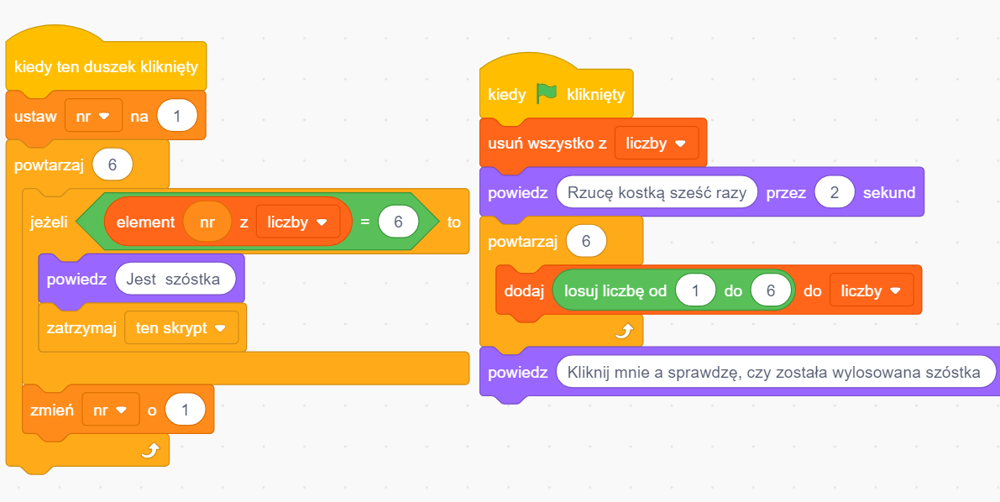 kiedy ten duszek kliknięty
ustaw nr na 1
powtarzaj 6
jeżeli element nr z liczby = 6 to
powiedz Jest szóstka
zatrzymaj ten skrypt
zmień nr o 1
kiedy kliknięty
usuń wszystko z liczby
powiedz Rzucę kostką sześć razy przez 2 sekund
powtarzaj 6
dodaj losuj liczbę od 1 do 6 do liczby
powiedz Kliknij mnie a sprawdzę, czy została wylosowana szóstka